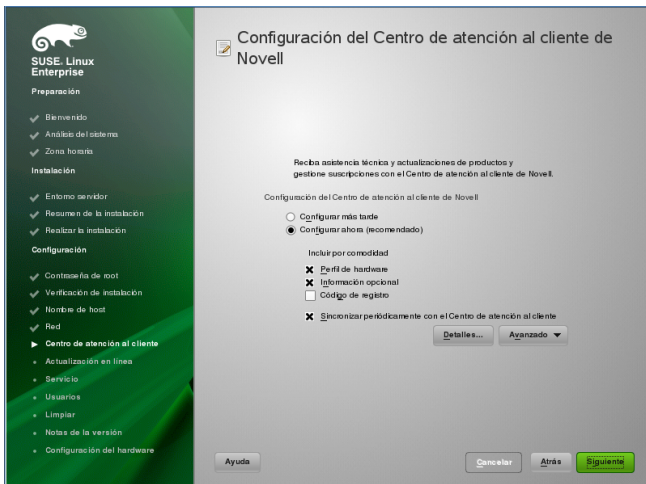 SUSE® Linux
Enterprise
Preparación
Bienvenido
Análisis del sistema
Zona horaria
Instalación
Entorno servidor
Resumen de la instalación
Realizar la instalación
Configuración
Contraseña de root
Verificación de instalación
Nombre de host
Red
Centro de atención al cliente
Actualización en línea
Servicio
Usuarios
Limpiar
Notas de la versión
Configuración del hardware
Configuración del Centro de atención al cliente de
Novell
Reciba asistencia técnica y actualizaciones de productos y
gestione suscripciones con el Centro de atención al cliente de Novell.
Configuración del Centro de atención al cliente de Novell
Configurar más tarde
Configurar ahora (recomendado)
Incluir por comodidad
Perfil de hardware
Información opcional
Código de registro
Sincronizar periódicamente con el Centro de atención al cliente
Detalles...
Avanzado
Ayuda
Cancelar
Atrás
Siguiente